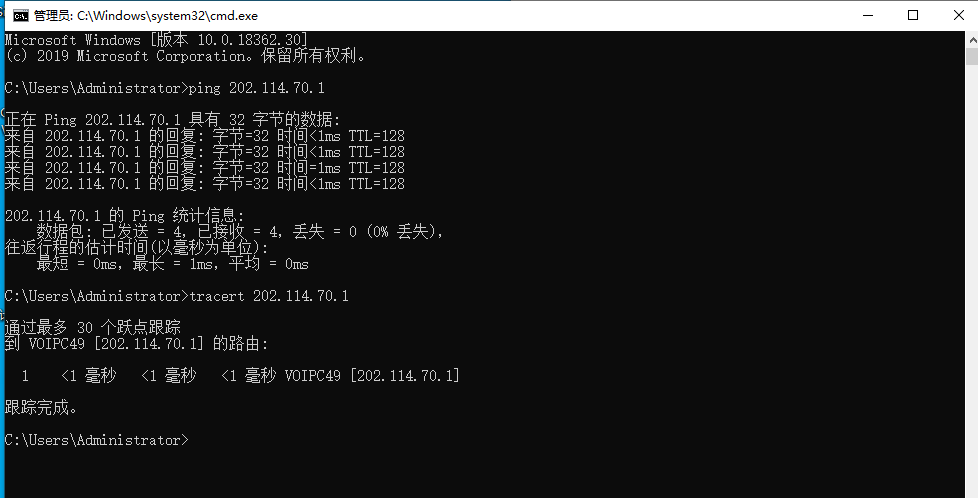 管理员: C:\Windows\system32\cmd.exe
Microsoft Windows [版本 10.0.18362.30]
(c) 2019 Microsoft Corporation。保留所有权利。
C:\Users\Administrator>ping 202.114.70.1
正在 Ping 202.114.70.1 具有 32 字节的数据:
来自 202.114.70.1 的回复: 字节=32 时间<1ms TTL=128
来自 202.114.70.1 的回复: 字节=32 时间<1ms TTL=128
来自 202.114.70.1 的回复: 字节=32 时间=1ms TTL=128
来自 202.114.70.1 的回复: 字节=32 时间<1ms TTL=128
202.114.70.1 的 Ping 统计信息:
数据包: 已发送 = 4，已接收 = 4，丢失 = 0 (0% 丢失)，
往返行程的估计时间(以毫秒为单位):
最短 = 0ms，最长 = 1ms，平均 = 0ms
C:\Users\Administrator>tracert 202.114.70.1
通过最多 30 个跃点跟踪
到 VOIPC49 [202.114.70.1] 的路由:
1 <1 毫秒 <1 毫秒 <1 毫秒 VOIPC49 [202.114.70.1]
跟踪完成。
C:\Users\Administrator>